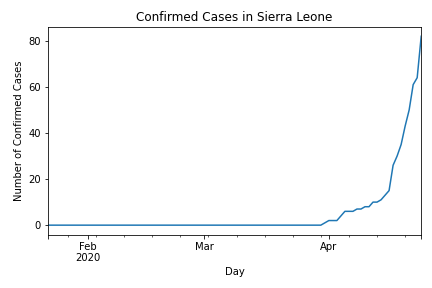 Confirmed Cases in Sierra Leone
80
60
40
20
0
Number of Confirmed Cases
Feb
2020
Mar
Apr
Day